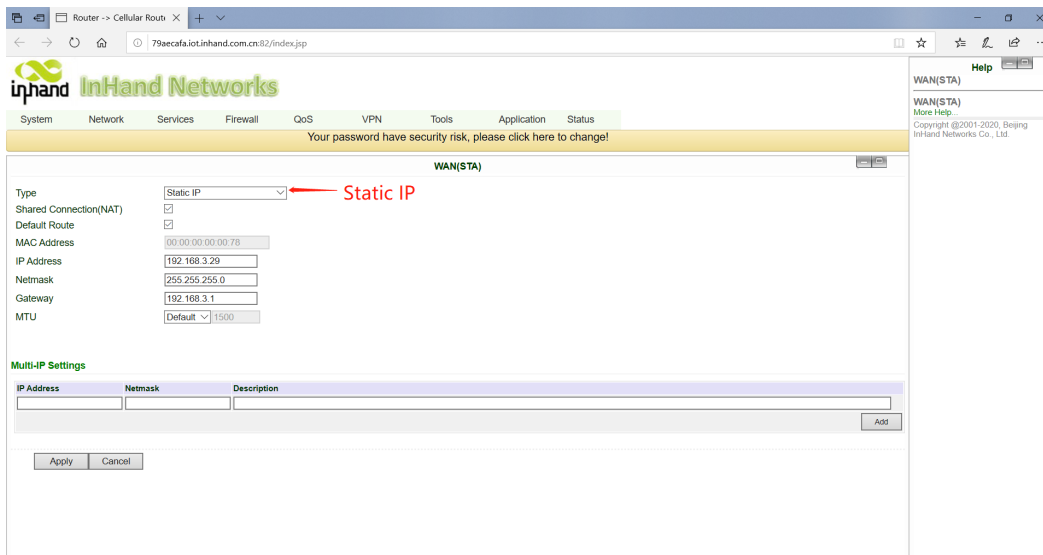 Router -> Cellular Route
79aecafa.iot.inhand.com.cn:82/index.jsp
inhand InHand Networks
System Network Services Firewall QoS VPN Tools Application Status
Your password have security risk, please click here to change!
WAN(STA)
Type Static IP Static IP
Shared Connection(NAT)
Default Route
MAC Address 00:00:00:00:00:78
IP Address 192.168.3.29
Netmask 255.255.255.0
Gateway 192.168.3.1
MTU Default 1500
Multi-IP Settings
IP Address Netmask Description
Add
Apply Cancel
Help
WAN(STA)
WAN(STA)
More Help...
Copyright @2001-2020, Beijing
InHand Networks Co., Ltd.